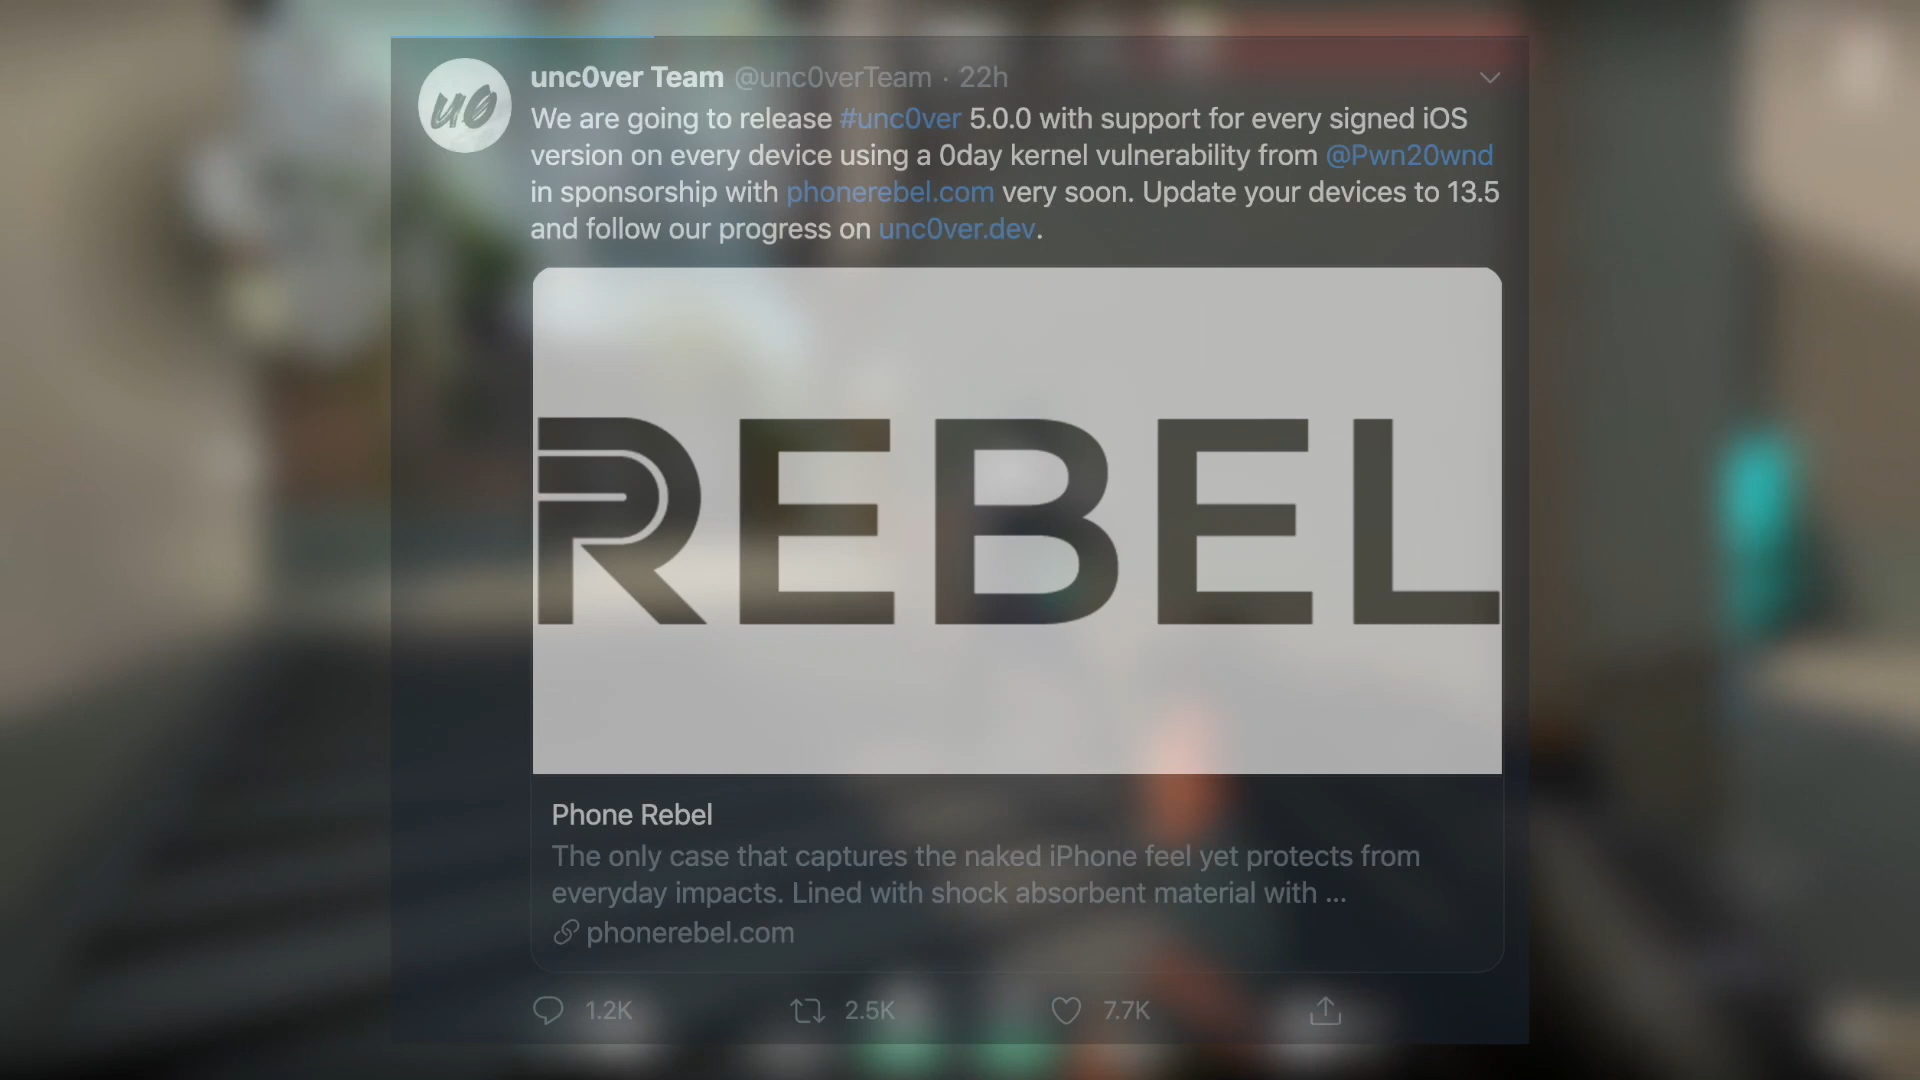 unc0ver Team @unc0verTeam · 22h
We are going to release #unc0ver 5.0.0 with support for every signed iOS
version on every device using a 0day kernel vulnerability from @Pwn20wnd
in sponsorship with phonerebel.com very soon. Update your devices to 13.5
and follow our progress on unc0ver.dev.
REBEL
Phone Rebel
The only case that captures the naked iPhone feel yet protects from
everyday impacts. Lined with shock absorbent material with ...
phonerebel.com
1.2K 2.5K 7.7K